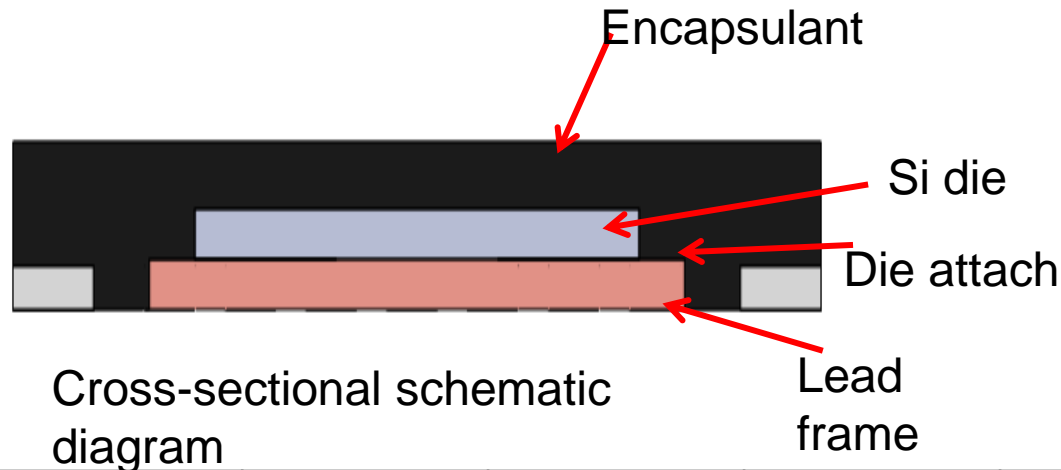 Encapsulant
Si die
Die attach
Lead
frame
Cross-sectional schematic
diagram